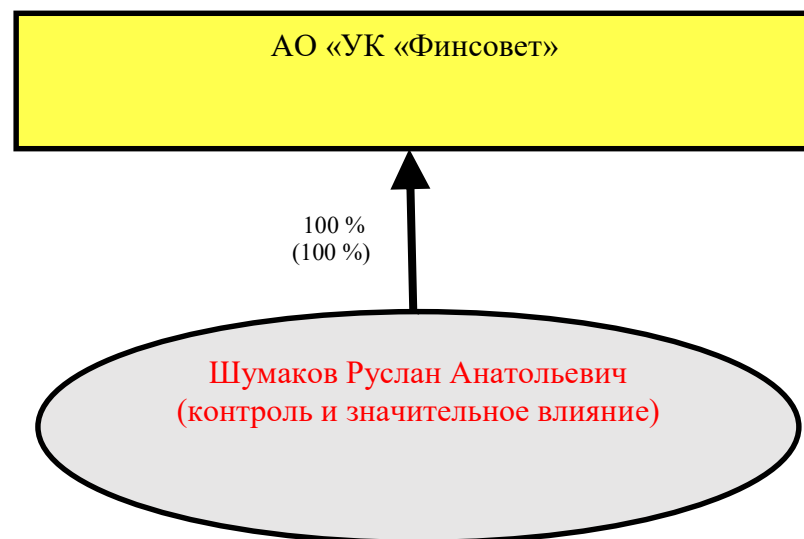 АО «УК «Финсовет»
100 %
(100 %)
Шумаков Руслан Анатольевич
(контроль и значительное влияние)